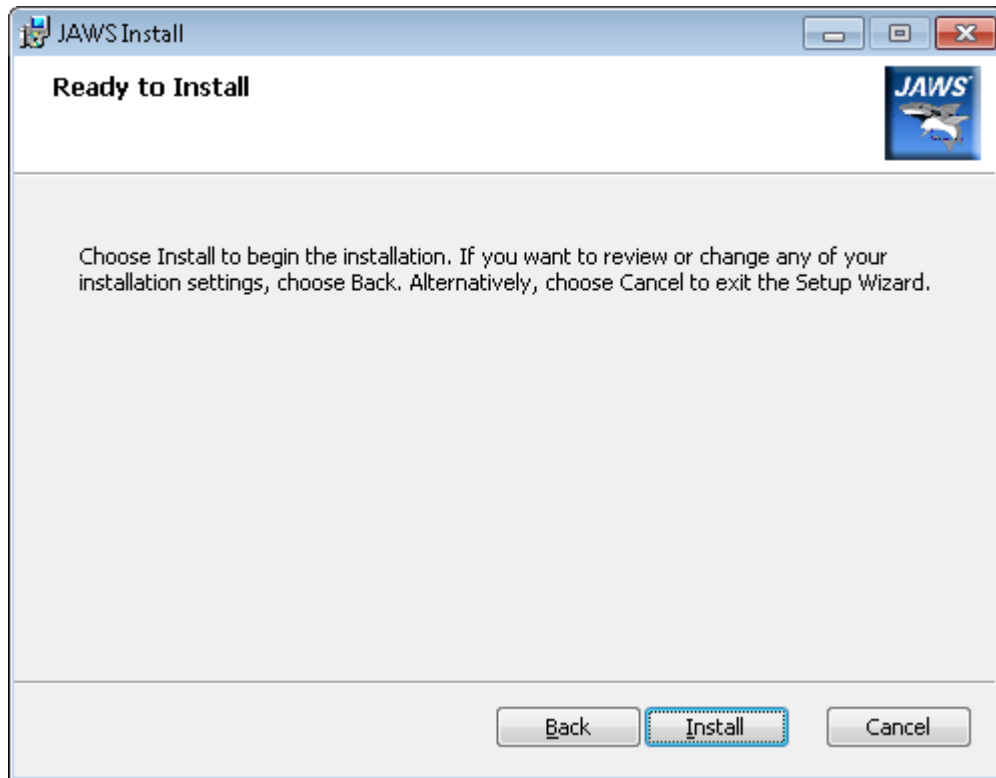 JAWS Install
Ready to Install
JAWS
Choose Install to begin the installation. If you want to review or change any of your
installation settings, choose Back. Alternatively, choose Cancel to exit the Setup Wizard.
Back
Install
Cancel